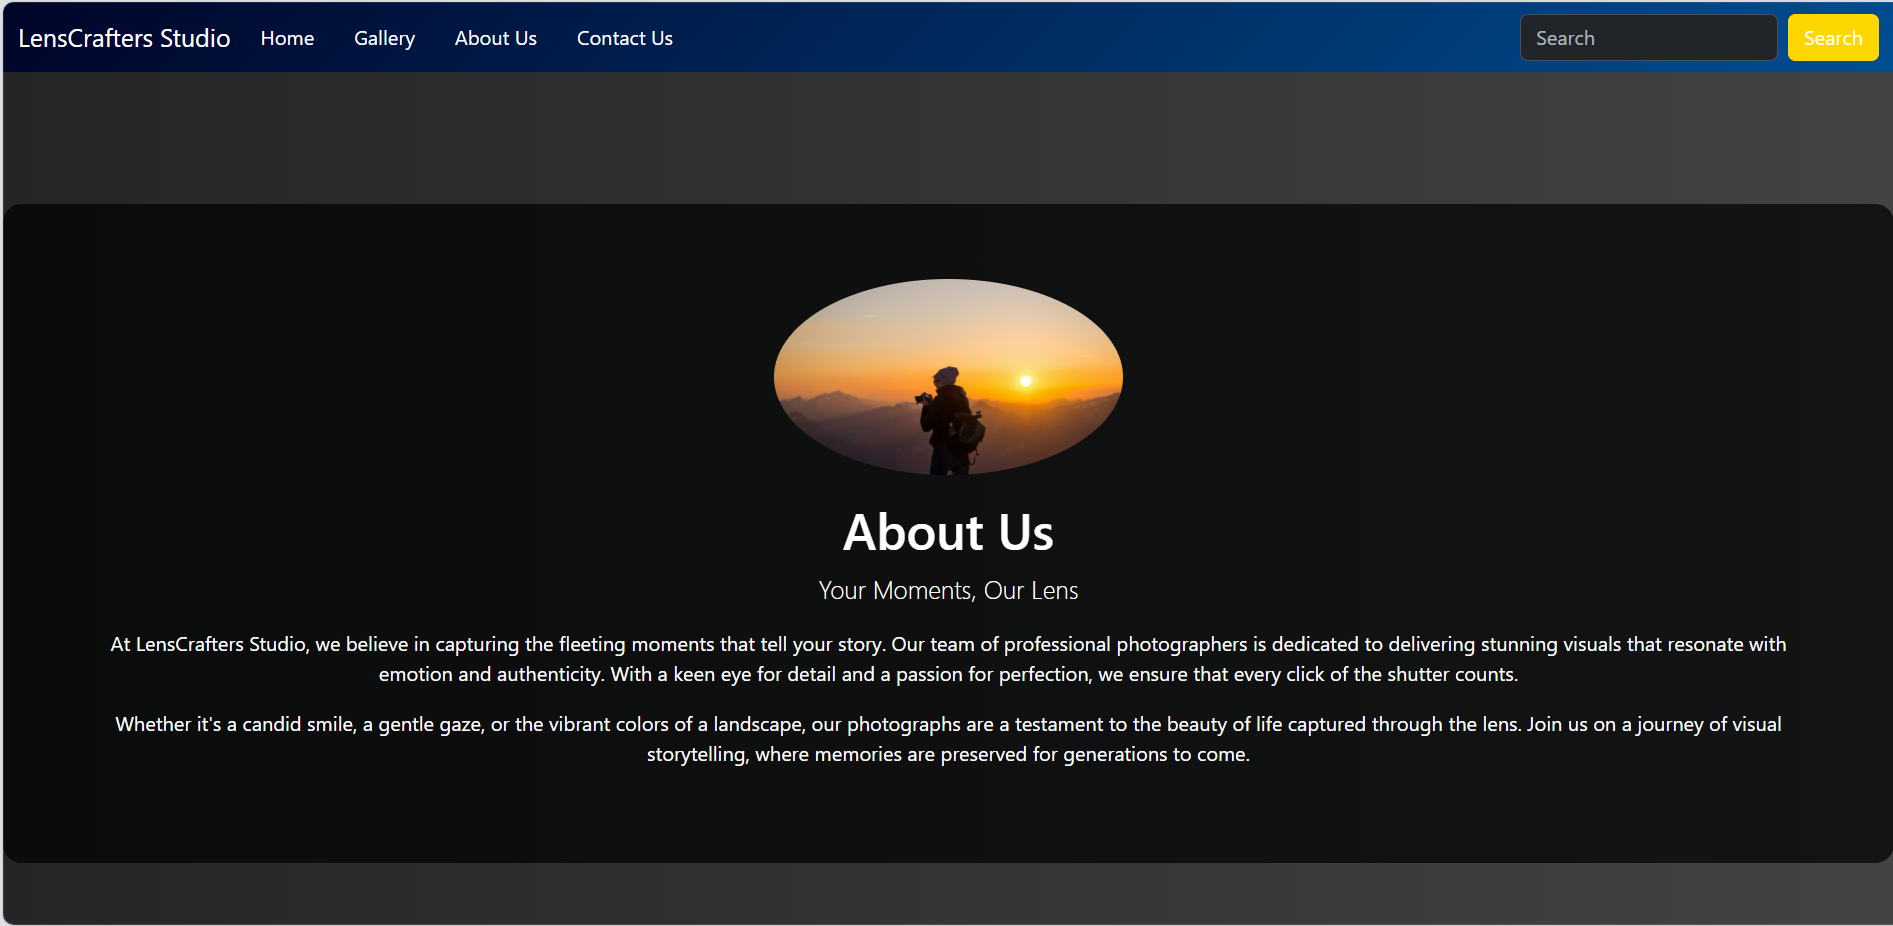 LensCrafters Studio Home Gallery About Us Contact Us Search Search
About Us
Your Moments, Our Lens
At LensCrafters Studio, we believe in capturing the fleeting moments that tell your story. Our team of professional photographers is dedicated to delivering stunning visuals that resonate with
emotion and authenticity. With a keen eye for detail and a passion for perfection, we ensure that every click of the shutter counts.
Whether it's a candid smile, a gentle gaze, or the vibrant colors of a landscape, our photographs are a testament to the beauty of life captured through the lens. Join us on a journey of visual
storytelling, where memories are preserved for generations to come.